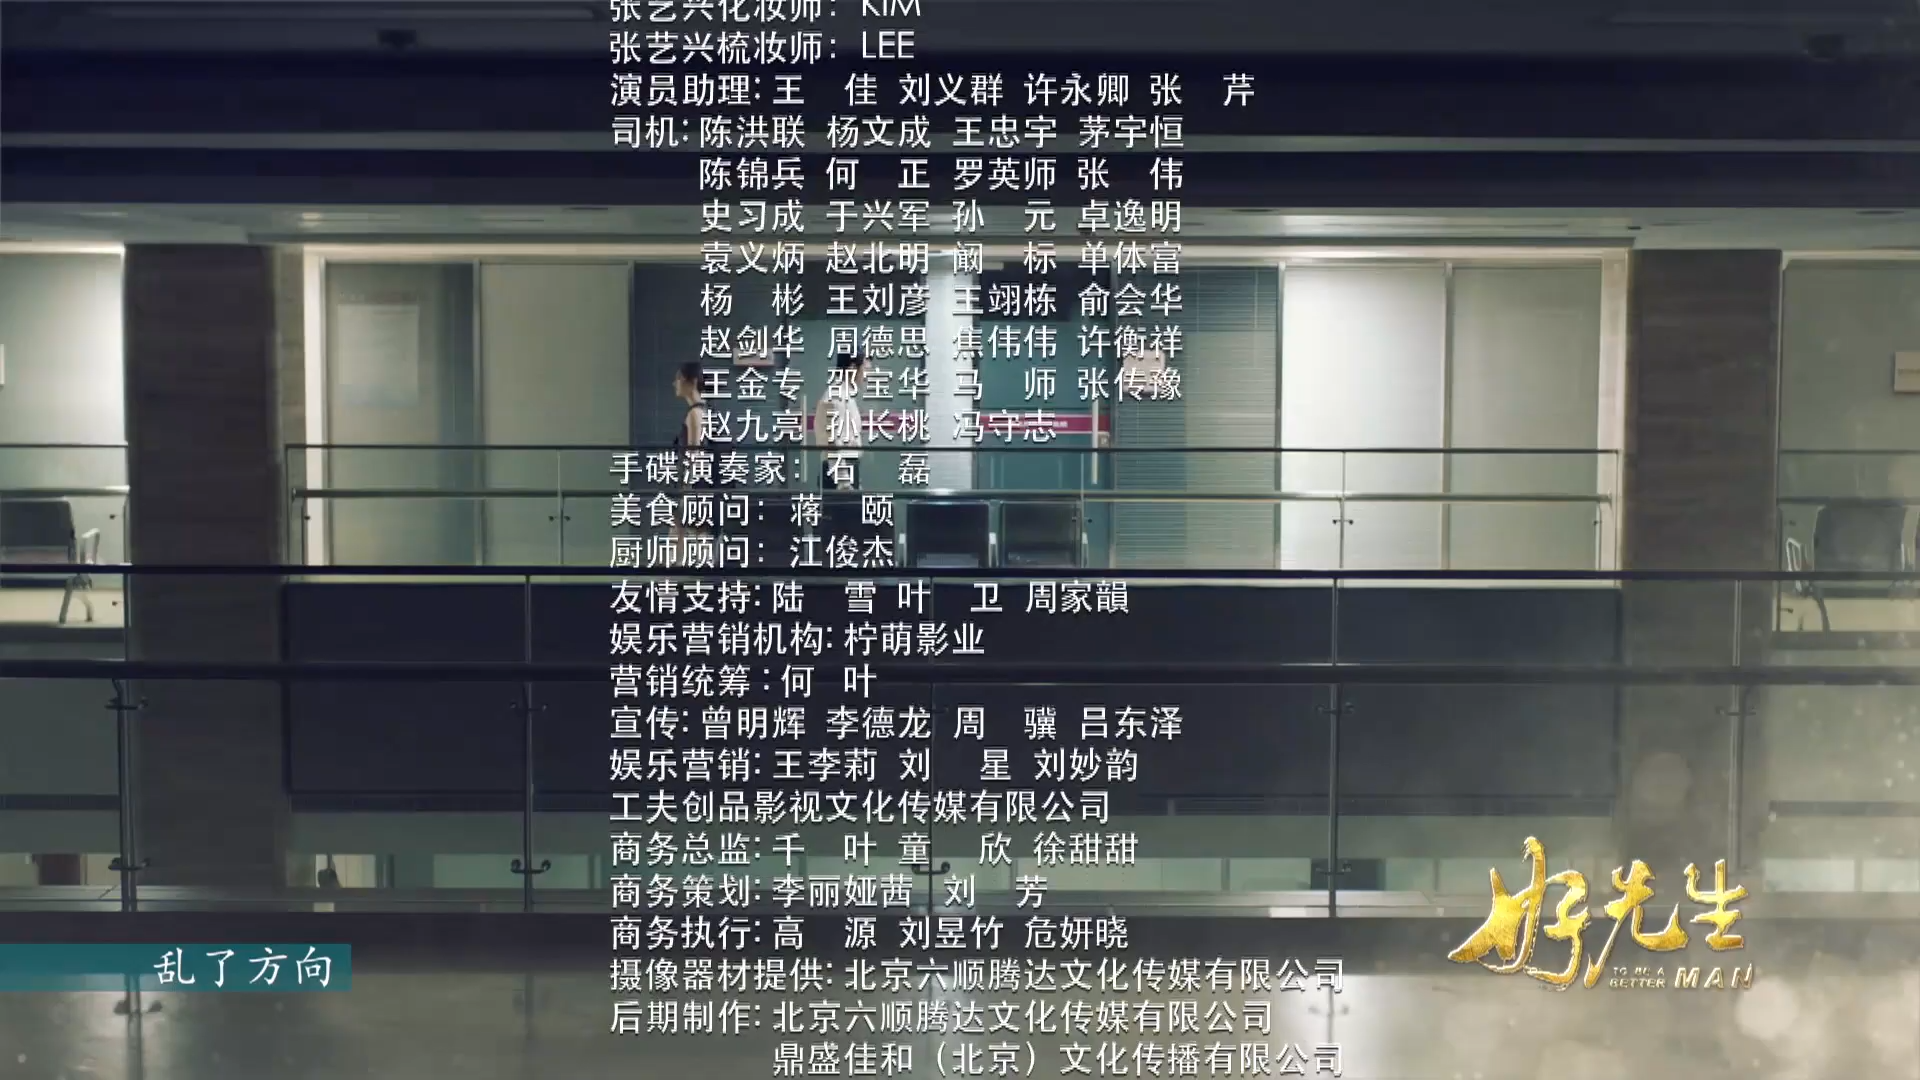 张艺兴化妆师：KIM
张艺兴梳妆师：LEE
演员助理：王　佳 刘义群 许永卿 张　芹
司机：陈洪联 杨文成 王忠宇 茅宇恒
陈锦兵 何　正 罗英师 张　伟
史习成 于兴军 孙　元 卓逸明
袁义炳 赵北明 阚　标 单体富
杨　彬 王刘彦 王翊栋 俞会华
赵剑华 周德思 焦伟伟 许衡祥
王金专 邵宝华 马　师 张传豫
赵九亮 孙长桃 冯守志
手碟演奏家：石　磊
美食顾问：蒋　颐
厨师顾问：江俊杰
友情支持：陆　雪 叶　卫 周家韻
娱乐营销机构：柠萌影业
营销统筹：何　叶
宣传：曾明辉 李德龙 周　骥 吕东泽
娱乐营销：王李莉 刘　星 刘妙韵
工夫创品影视文化传媒有限公司
商务总监：千　叶 童　欣 徐甜甜
商务策划：李丽娅茜 刘　芳
商务执行：高　源 刘昱竹 危妍晓
摄像器材提供：北京六顺腾达文化传媒有限公司
后期制作：北京六顺腾达文化传媒有限公司
鼎盛佳和（北京）文化传播有限公司
乱了方向
好先生
TO BE A
BETTER MAN